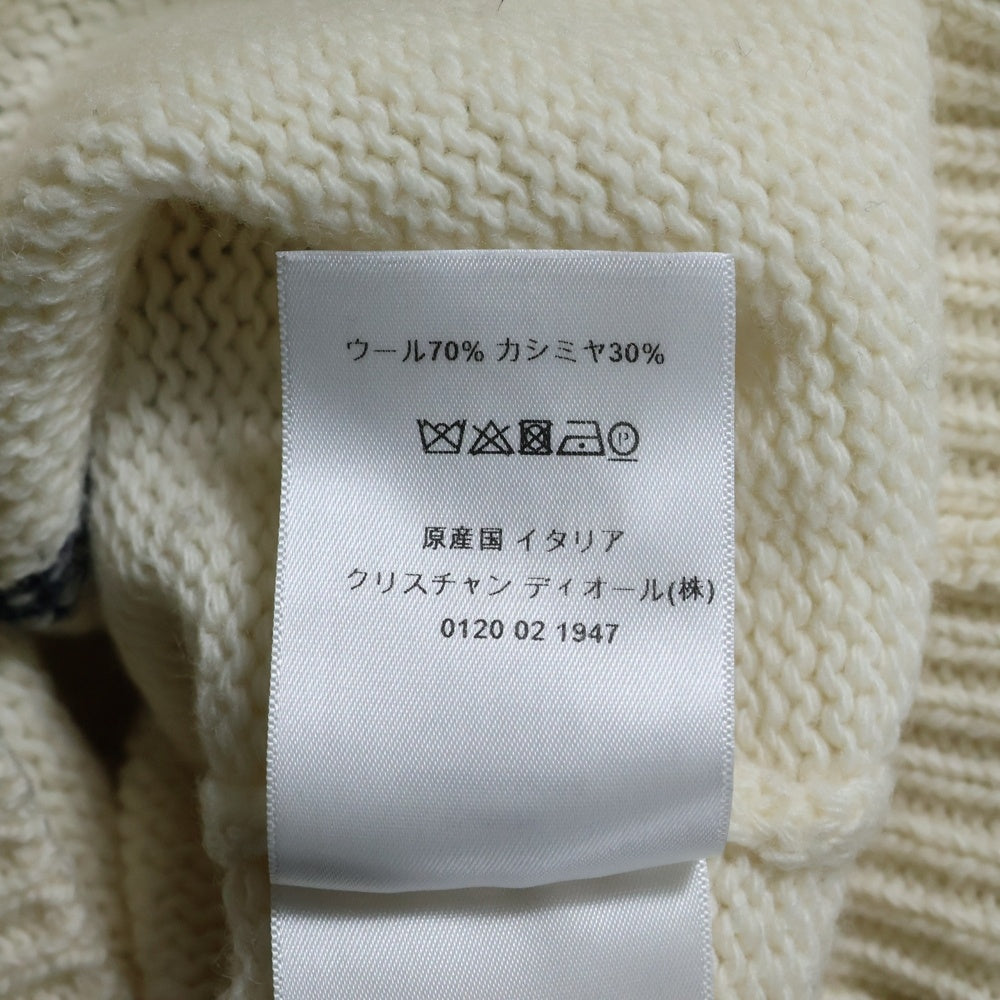 ウール70% カシミヤ30%
P
原産国 イタリア
クリスチャン ディオール(株)
0120 02 1947